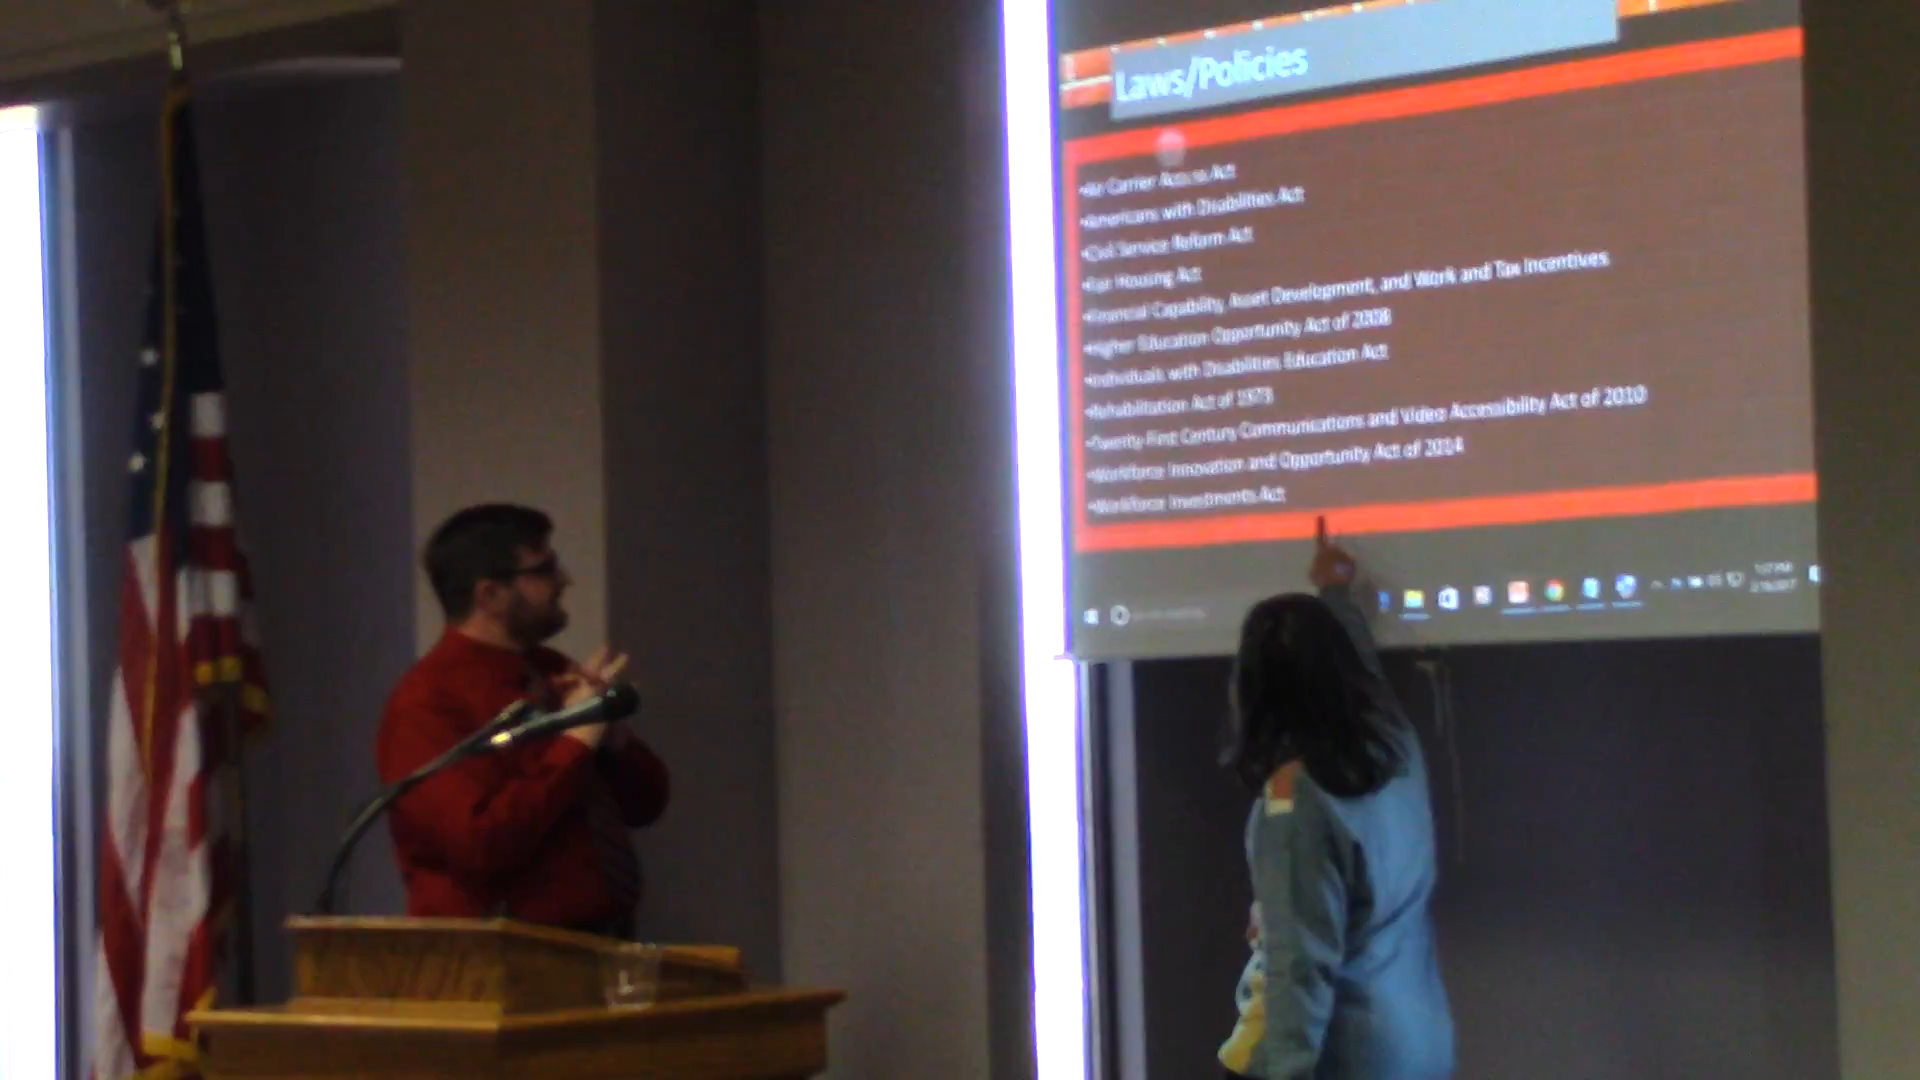 Laws/Policies
•Air Carrier Access Act
•Americans with Disabilities Act
•Civil Service Reform Act
•Fair Housing Act
•Financial Capability, Asset Development, and Work and Tax Incentives
•Higher Education Opportunity Act of 2008
•Individuals with Disabilities Education Act
•Rehabilitation Act of 1973
•Twenty-First Century Communications and Video Accessibility Act of 2010
•Workforce Innovation and Opportunity Act of 2014
•Workforce Investments Act